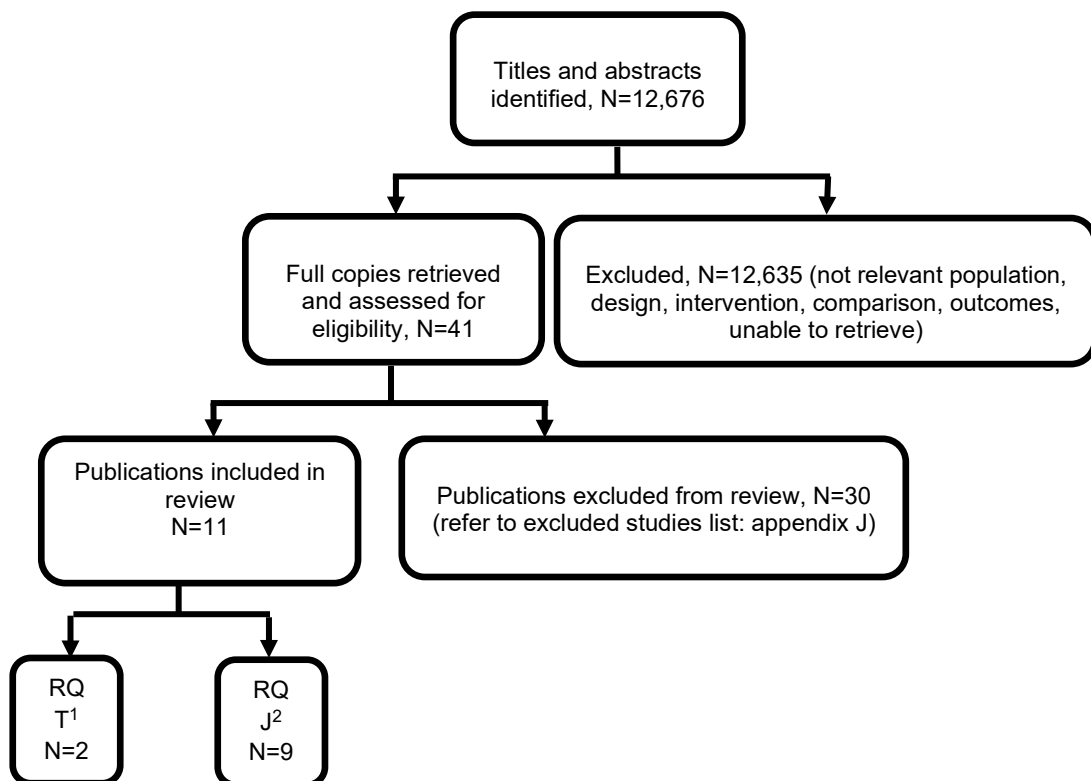 Titles and abstracts
identified, N=12,676
Full copies retrieved
and assessed for
eligibility, N=41
Excluded, N=12,635 (not relevant population,
design, intervention, comparison, outcomes,
unable to retrieve)
Publications included in
review
N=11
Publications excluded from review, N=30
(refer to excluded studies list: appendix J)
RQ
T¹
N=2
RQ
J²
N=9